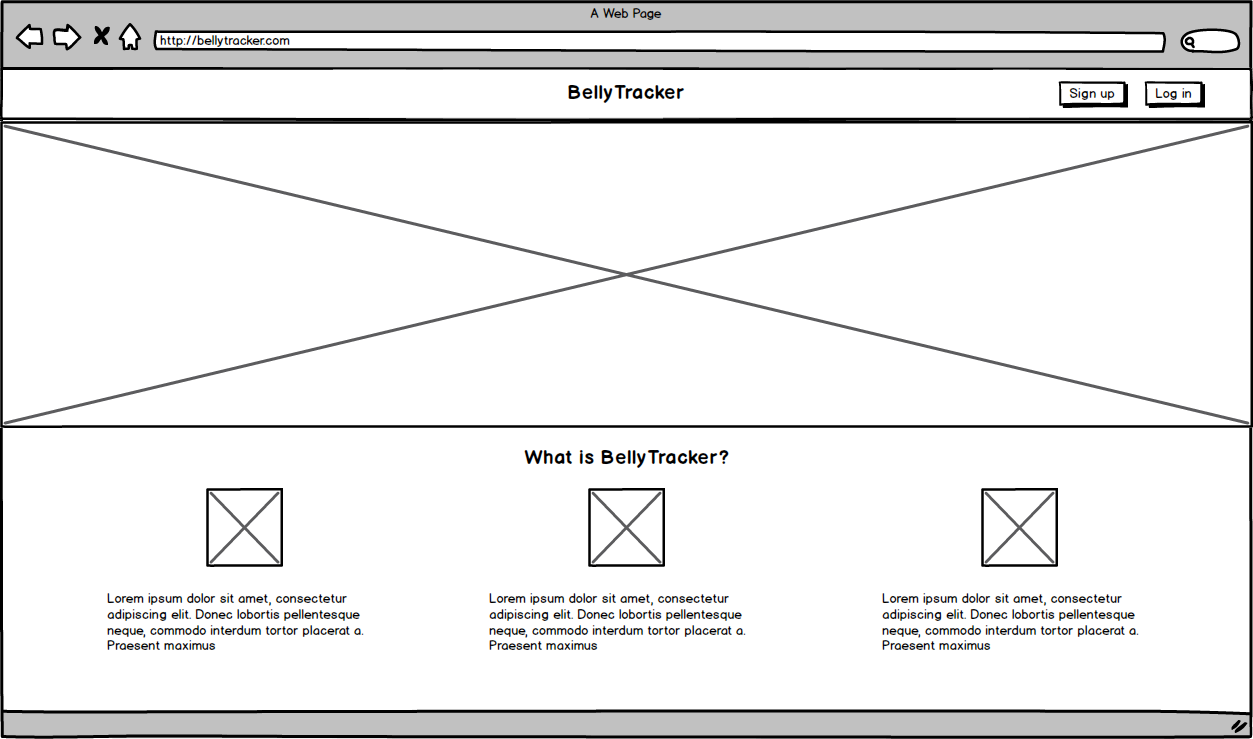 A Web Page
http://bellytracker.com
BellyTracker
Sign up
Log in
What is BellyTracker?
Lorem ipsum dolor sit amet, consectetur
adipiscing elit. Donec lobortis pellentesque
neque, commodo interdum tortor placerat a.
Praesent maximus
Lorem ipsum dolor sit amet, consectetur
adipiscing elit. Donec lobortis pellentesque
neque, commodo interdum tortor placerat a.
Praesent maximus
Lorem ipsum dolor sit amet, consectetur
adipiscing elit. Donec lobortis pellentesque
neque, commodo interdum tortor placerat a.
Praesent maximus